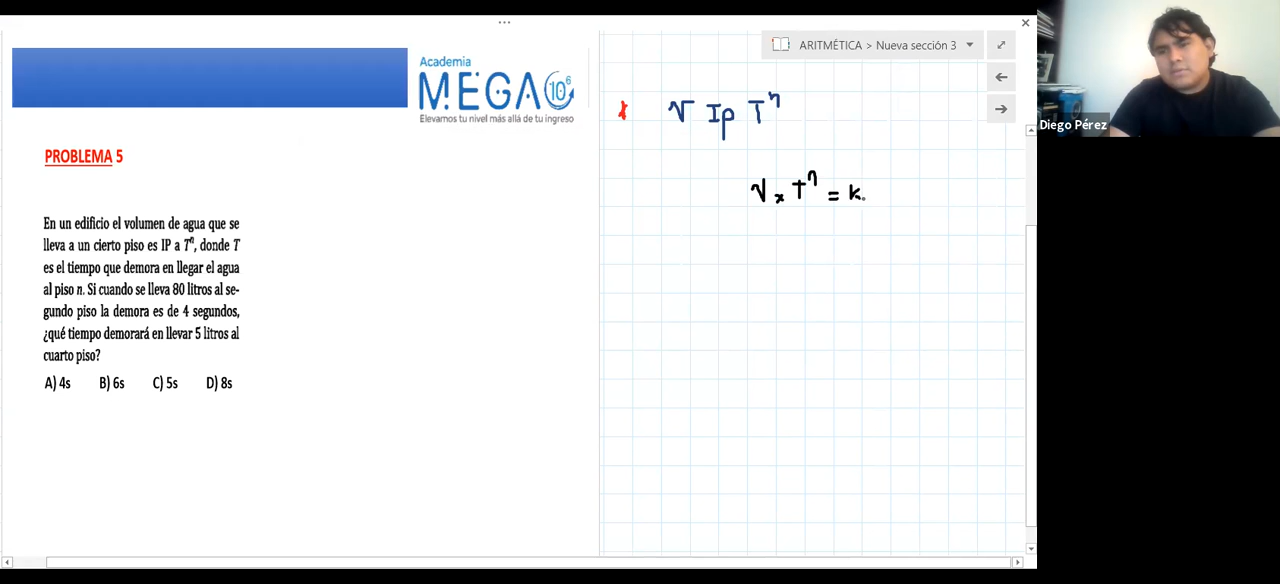 ARITMÉTICA > Nueva sección 3
Academia
MEGA 10⁶
Elevamos tu nivel más allá de tu ingreso
Diego Pérez
V Ip Tⁿ
V x Tⁿ = K
PROBLEMA 5
En un edificio el volumen de agua que se
lleva a un cierto piso es IP a Tⁿ, donde T
es el tiempo que demora en llegar el agua
al piso n. Si cuando se lleva 80 litros al se-
gundo piso la demora es de 4 segundos,
¿qué tiempo demorará en llevar 5 litros al
cuarto piso?
A) 4s B) 6s C) 5s D) 8s